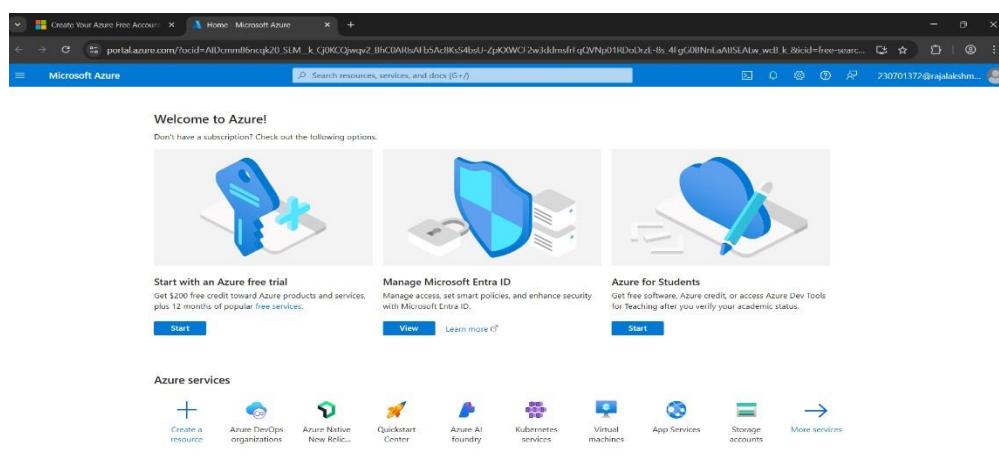 Create Your Azure Free Accoun
Home - Microsoft Azure
Microsoft Azure
Search resources, services, and docs (G+/)
230701372@rajalakshm...
Welcome to Azure!
Don't have a subscription? Check out the following options.
Start with an Azure free trial
Get $200 free credit toward Azure products and services,
plus 12 months of popular free services.
Start
Manage Microsoft Entra ID
Manage access, set smart policies, and enhance security
with Microsoft Entra ID.
View
Learn more
Azure for Students
Get free software, Azure credit, or access Azure Dev Tools
for Teaching after you verify your academic status.
Start
Azure services
Create a
resource
Azure DevOps
organizations
Azure Native
New Relic...
Quickstart
Center
Azure AI
foundry
Kubernetes
services
Virtual
machines
App Services
Storage
accounts
More services